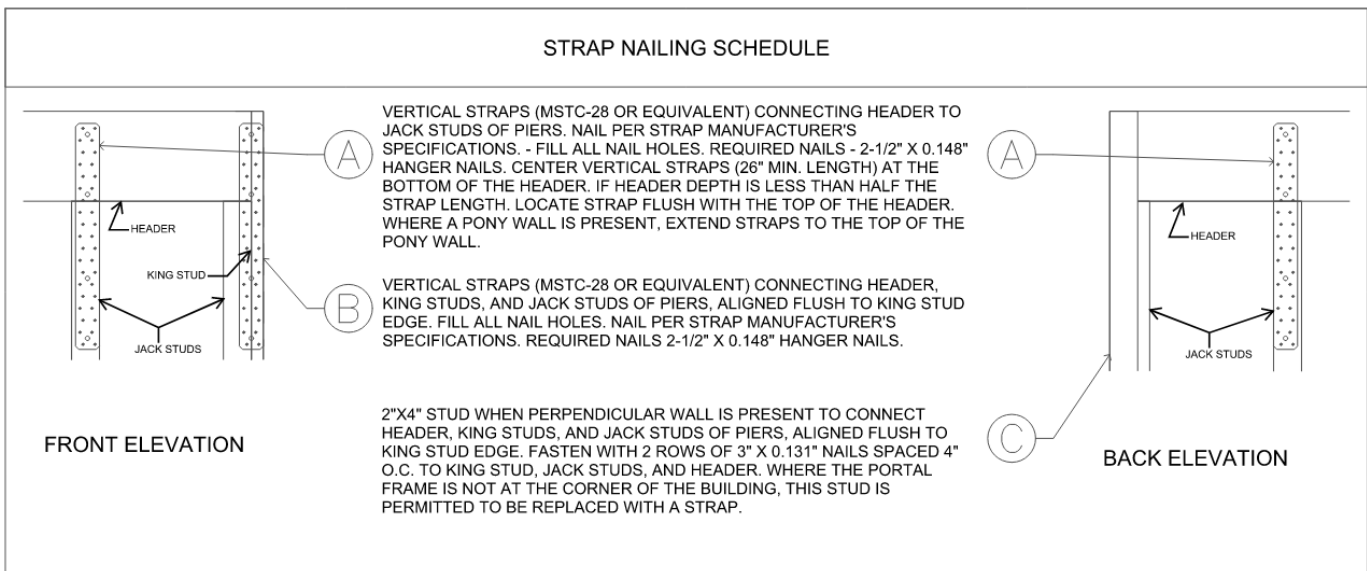 STRAP NAILING SCHEDULE
VERTICAL STRAPS (MSTC-28 OR EQUIVALENT) CONNECTING HEADER TO
JACK STUDS OF PIERS. NAIL PER STRAP MANUFACTURER'S
SPECIFICATIONS. - FILL ALL NAIL HOLES. REQUIRED NAILS - 2-1/2" X 0.148"
HANGER NAILS. CENTER VERTICAL STRAPS (26" MIN. LENGTH) AT THE
BOTTOM OF THE HEADER. IF HEADER DEPTH IS LESS THAN HALF THE
STRAP LENGTH. LOCATE STRAP FLUSH WITH THE TOP OF THE HEADER.
WHERE A PONY WALL IS PRESENT, EXTEND STRAPS TO THE TOP OF THE
PONY WALL.
A
A
HEADER
KING STUD
JACK STUDS
HEADER
JACK STUDS
B
VERTICAL STRAPS (MSTC-28 OR EQUIVALENT) CONNECTING HEADER,
KING STUDS, AND JACK STUDS OF PIERS, ALIGNED FLUSH TO KING STUD
EDGE. FILL ALL NAIL HOLES. NAIL PER STRAP MANUFACTURER'S
SPECIFICATIONS. REQUIRED NAILS 2-1/2" X 0.148" HANGER NAILS.
2"X4" STUD WHEN PERPENDICULAR WALL IS PRESENT TO CONNECT
HEADER, KING STUDS, AND JACK STUDS OF PIERS, ALIGNED FLUSH TO
KING STUD EDGE. FASTEN WITH 2 ROWS OF 3" X 0.131" NAILS SPACED 4"
O.C. TO KING STUD, JACK STUDS, AND HEADER. WHERE THE PORTAL
FRAME IS NOT AT THE CORNER OF THE BUILDING, THIS STUD IS
PERMITTED TO BE REPLACED WITH A STRAP.
C
FRONT ELEVATION
BACK ELEVATION